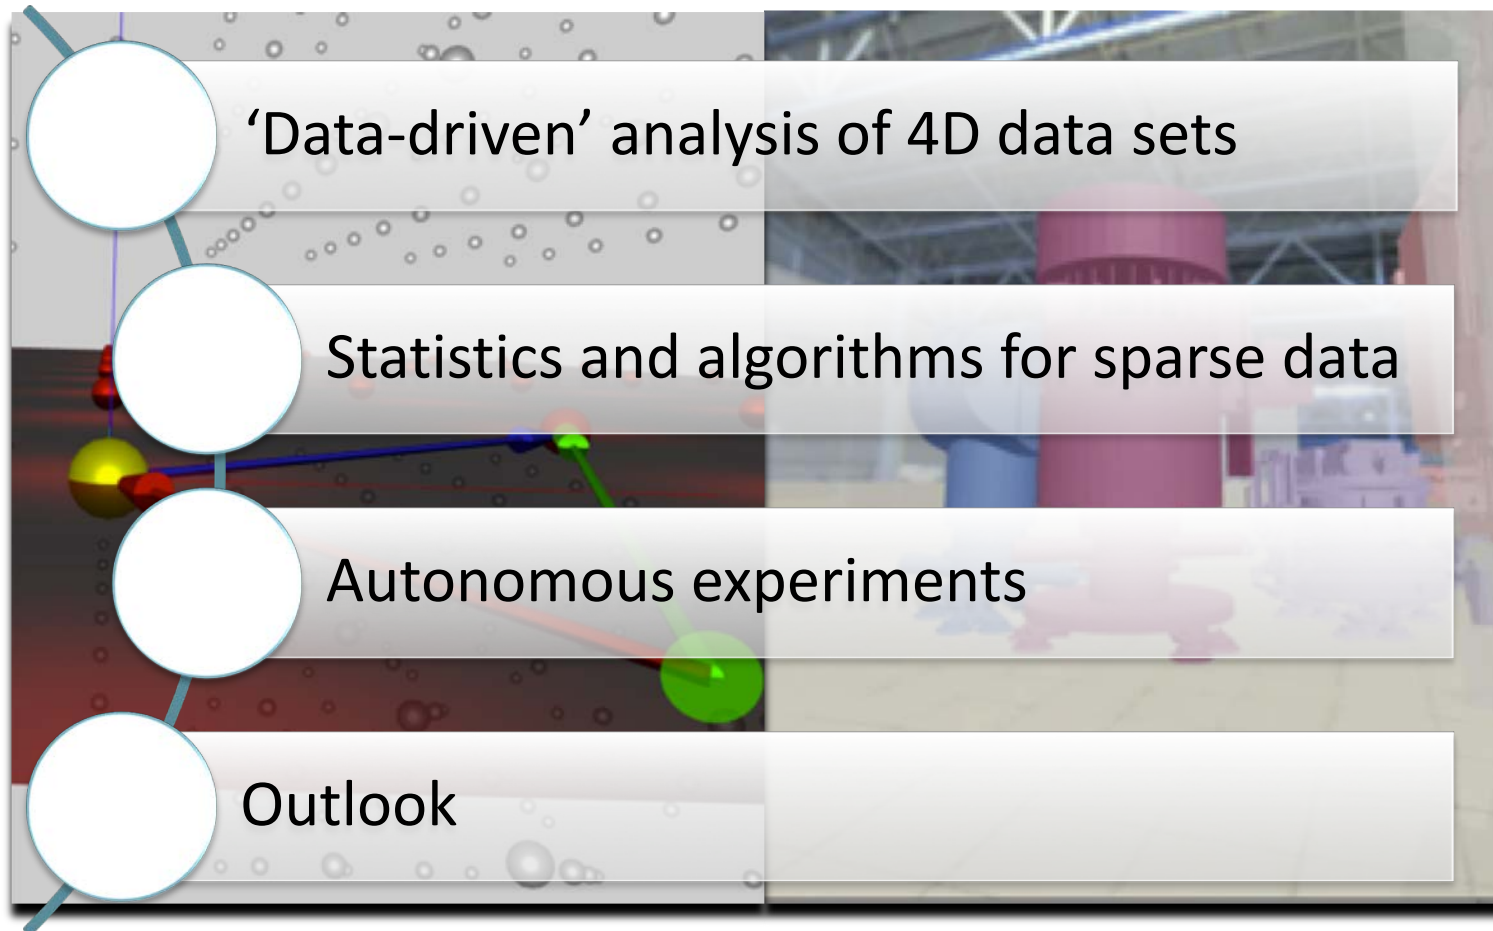 ‘Data-driven’ analysis of 4D data sets
Statistics and algorithms for sparse data
Autonomous experiments
Outlook